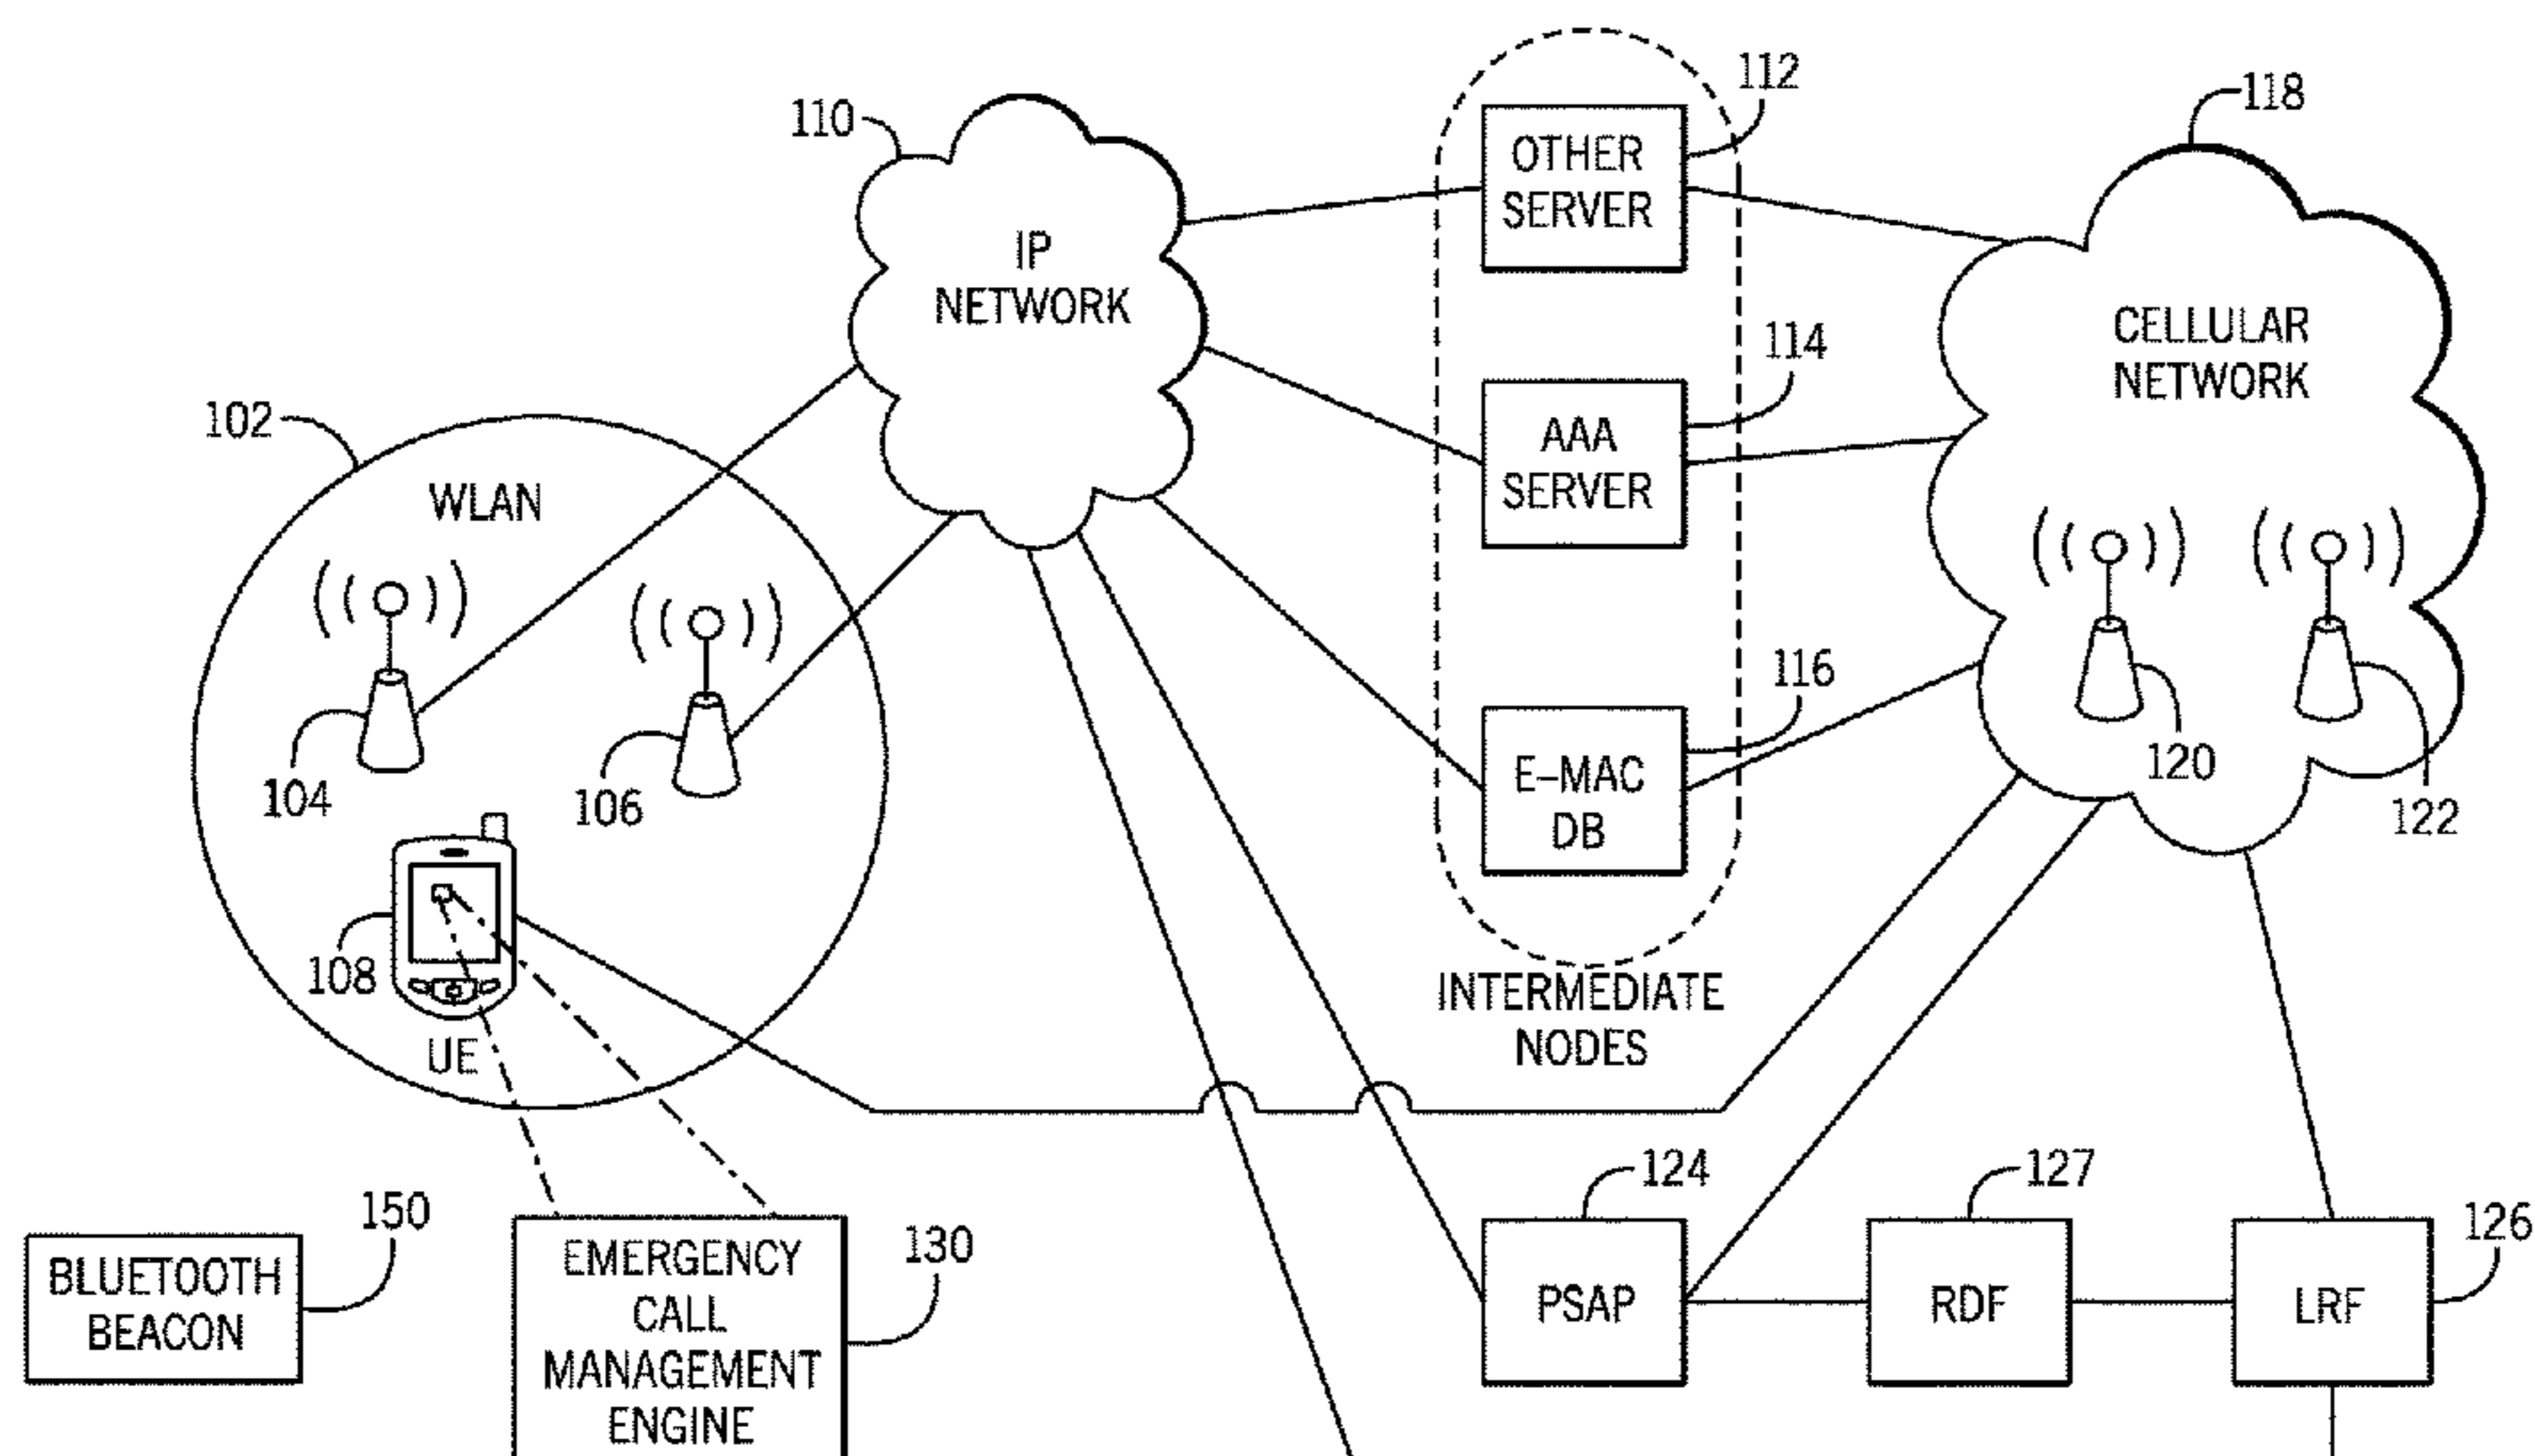 112
118
110
OTHER
SERVER
IP
NETWORK
114
CELLULAR
NETWORK
102
AAA
SERVER
WLAN
116
120
104
106
E-MAC
DB
122
108
INTERMEDIATE
NODES
UE
124
127
150
126
130
BLUETOOTH
BEACON
EMERGENCY
CALL
MANAGEMENT
ENGINE
PSAP
RDF
LRF